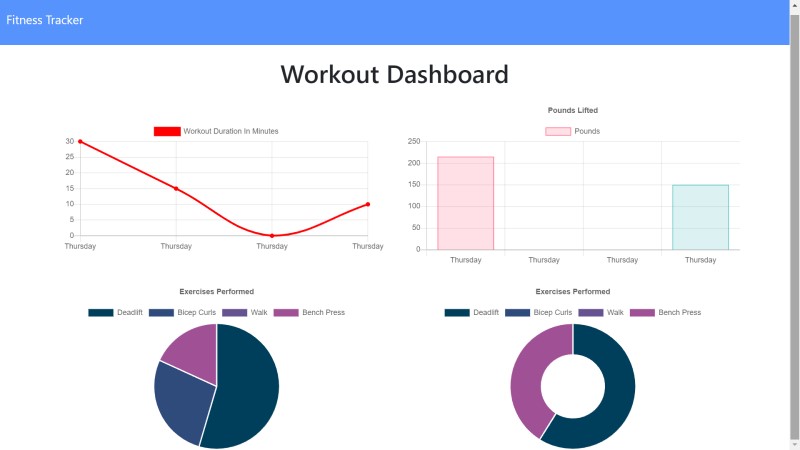 Fitness Tracker
Workout Dashboard
Workout Duration In Minutes
30
25
20
15
10
5
0
Thursday Thursday Thursday Thursday
Pounds Lifted
Pounds
250
200
150
100
50
0
Thursday Thursday Thursday Thursday
Exercises Performed
Deadlift Bicep Curls Walk Bench Press
Exercises Performed
Deadlift Bicep Curls Walk Bench Press